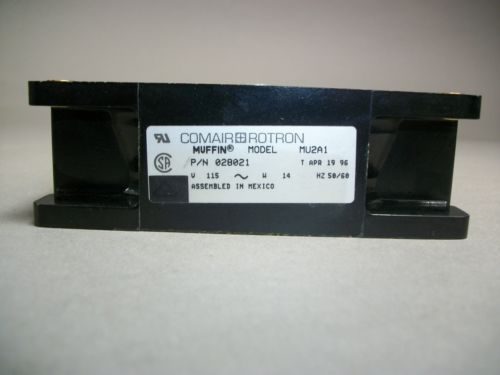 COMAIR ROTRON
MUFFIN® MODEL MU2A1
P/N 028021 T APR 19 96
V 115 ~ W 14 HZ 50/60
ASSEMBLED IN MEXICO